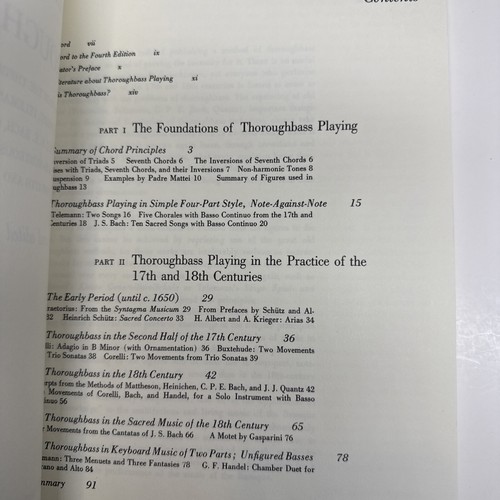 Contents
ord vii
ord to the Fourth Edition ix
ator's Preface x
iterature about Thoroughbass Playing xi
is Thoroughbass? xiv
PART I The Foundations of Thoroughbass Playing
Summary of Chord Principles 3
nversion of Triads 5 Seventh Chords 6 The Inversions of Seventh Chords 6
ises with Triads, Seventh Chords, and their Inversions 7 Non-harmonic Tones 8
uspension 9 Examples by Padre Mattei 10 Summary of Figures used in
oughbass 13
Thoroughbass Playing in Simple Four-Part Style, Note-Against-Note 15
Telemann: Two Songs 16 Five Chorales with Basso Continuo from the 17th and
Centuries 18 J. S. Bach: Ten Sacred Songs with Basso Continuo 20
PART II Thoroughbass Playing in the Practice of the
17th and 18th Centuries
The Early Period (until c. 1650) 29
raetorius: From the Syntagma Musicum 29 From Prefaces by Schütz and Al-
32 Heinrich Schütz: Sacred Concerto 33 H. Albert and A. Krieger: Arias 34
Thoroughbass in the Second Half of the 17th Century 36
lli: Adagio in B Minor (with Ornamentation) 36 Buxtehude: Two Movements
Trio Sonatas 38 Corelli: Two Movements from Trio Sonatas 39
Thoroughbass in the 18th Century 42
rpts from the Methods of Mattheson, Heinichen, C. P. E. Bach, and J. J. Quantz 42
Movements of Corelli, Bach, and Handel, for a Solo Instrument with Basso
ntinuo 56
Thoroughbass in the Sacred Music of the 18th Century 65
Movements from the Cantatas of J. S. Bach 66 A Motet by Gasparini 76
Thoroughbass in Keyboard Music of Two Parts; Unfigured Basses 78
mann: Three Menuets and Three Fantasies 78 G. F. Handel: Chamber Duet for
rano and Alto 84
mmary 91